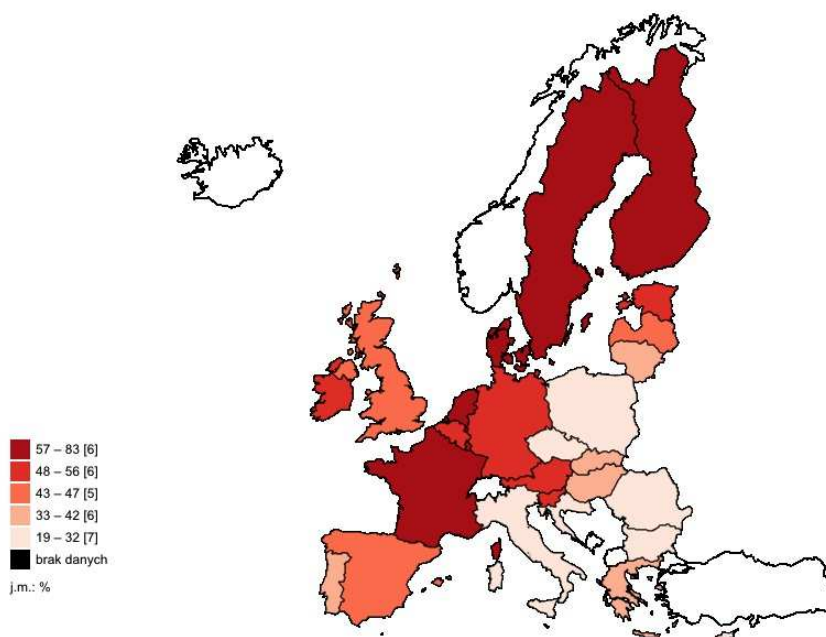 57 – 83 [6]
48 – 56 [6]
43 – 47 [5]
33 – 42 [6]
19 – 32 [7]
brak danych
j.m.: %